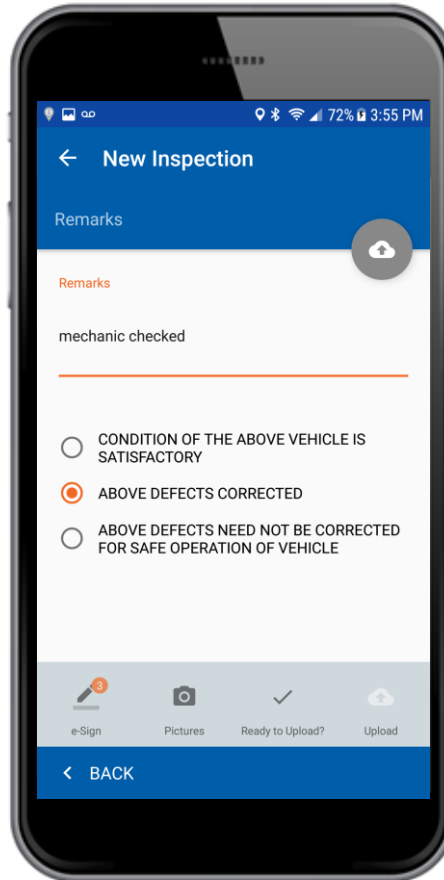 72% 3:55 PM
New Inspection
Remarks
Remarks
mechanic checked
CONDITION OF THE ABOVE VEHICLE IS
SATISFACTORY
ABOVE DEFECTS CORRECTED
ABOVE DEFECTS NEED NOT BE CORRECTED
FOR SAFE OPERATION OF VEHICLE
3
e-Sign Pictures Ready to Upload? Upload
BACK